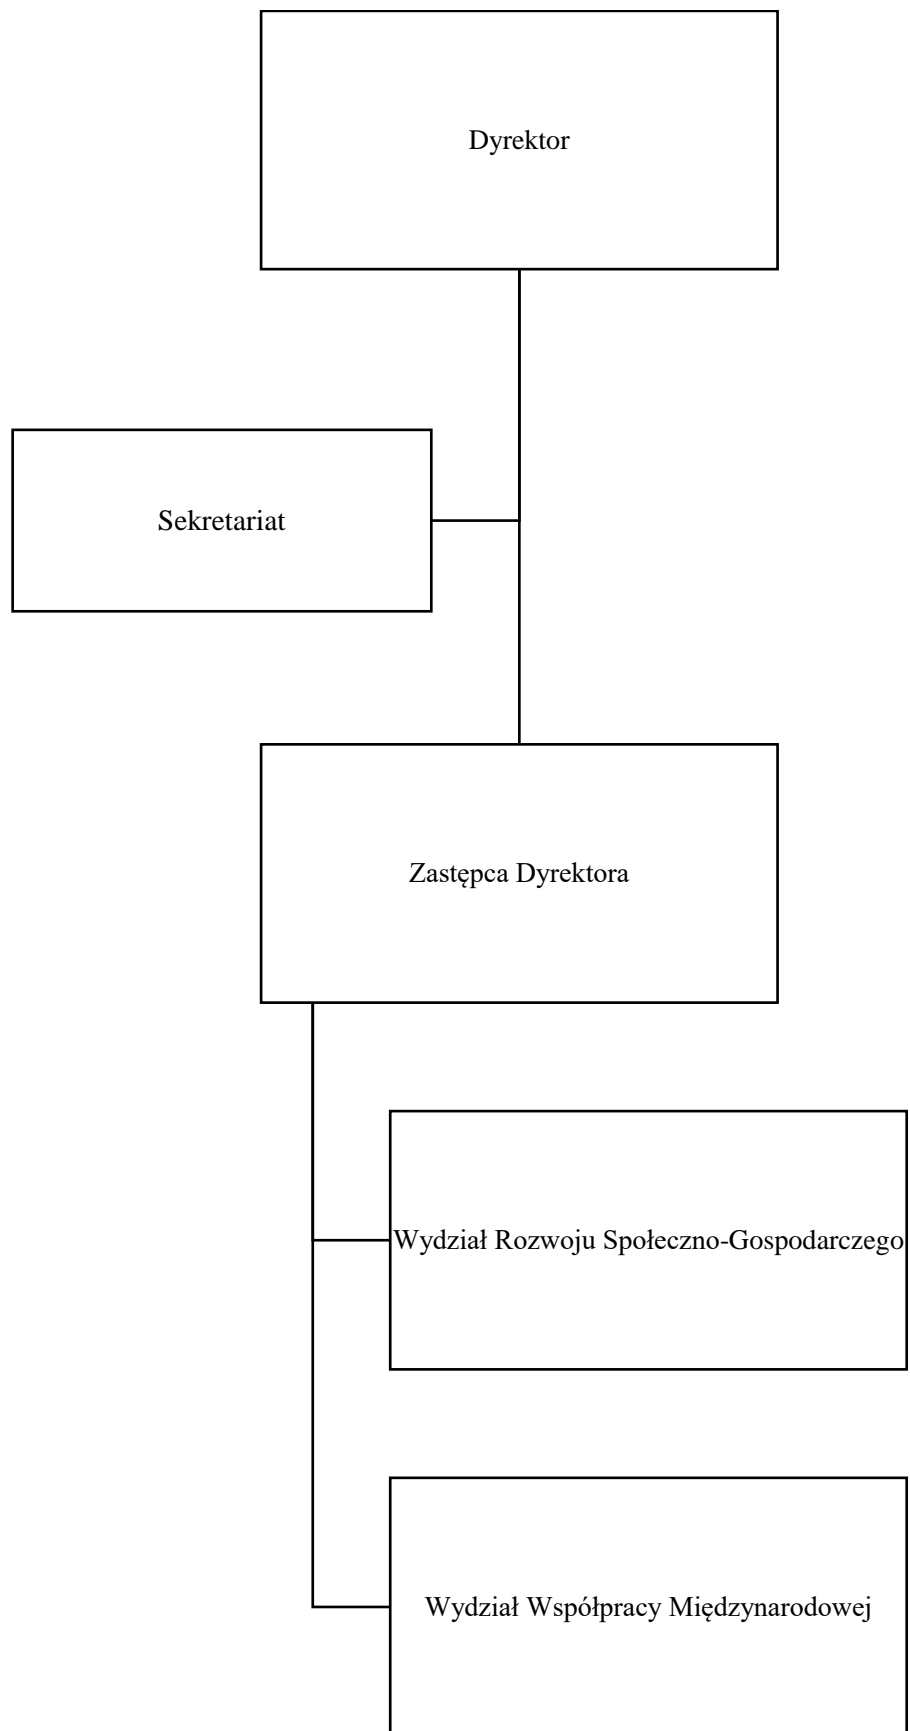 Dyrektor
Sekretariat
Zastępca Dyrektora
Wydział Rozwoju Społeczno-Gospodarczego
Wydział Współpracy Międzynarodowej